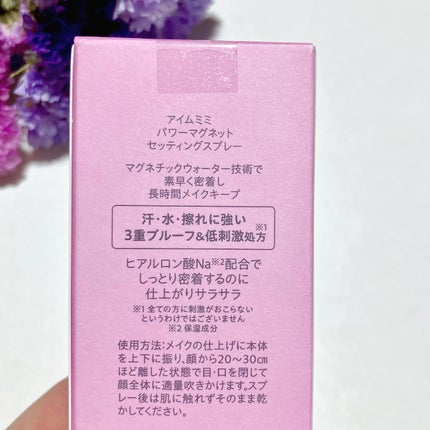 アイムミミ
パワーマグネット
セッティングスプレー
マグネチックウォーター技術で
素早く密着し
長時間メイクキープ
汗・水・擦れに強い
3重プルーフ&低刺激処方※1
ヒアルロン酸Na※2配合で
しっとり密着するのに
仕上がりサラサラ
※1 全ての方に刺激がおこらない
というわけではございません
※2 保湿成分
使用方法:メイクの仕上げに本体
を上下に振り、顔から20〜30cm
ほど離した状態で目・口を閉じて
顔全体に適量吹きかけます。スプ
レー後は肌に触れずそのまま乾
かしてください。